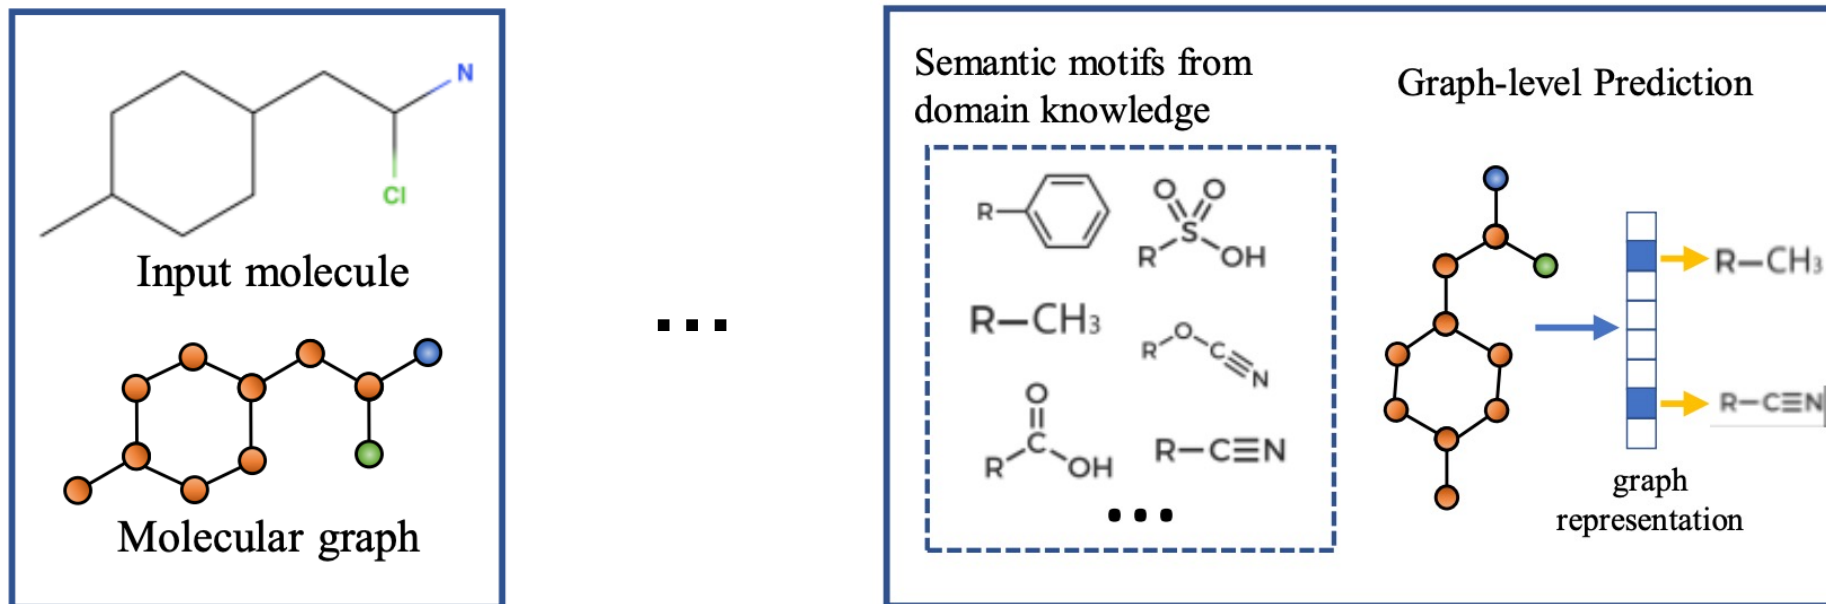 N
Cl
Input molecule
Molecular graph
...
Semantic motifs from
domain knowledge
R
O O
S
R OH
R—CH₃
R O C N
O
C
R OH
R—C≡N
...
Graph-level Prediction
R—CH₃
R—C≡N
graph
representation